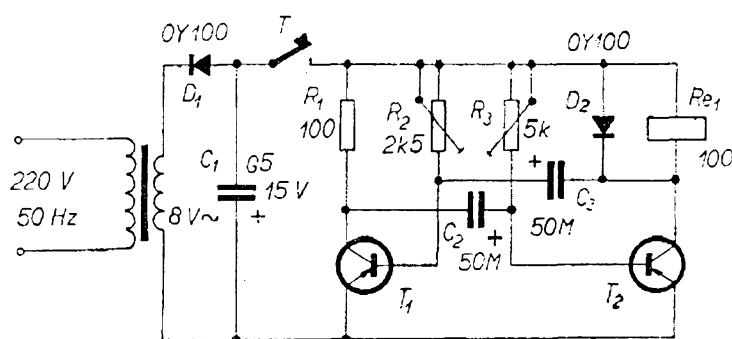 OY100
T
OY100
D1
R1
100
R2
2k5
R3
5k
D2
Re1
100
220 V
50 Hz
8V~
C1
G5
15 V
+
+
C3
50M
C2
+
50M
T1
T2